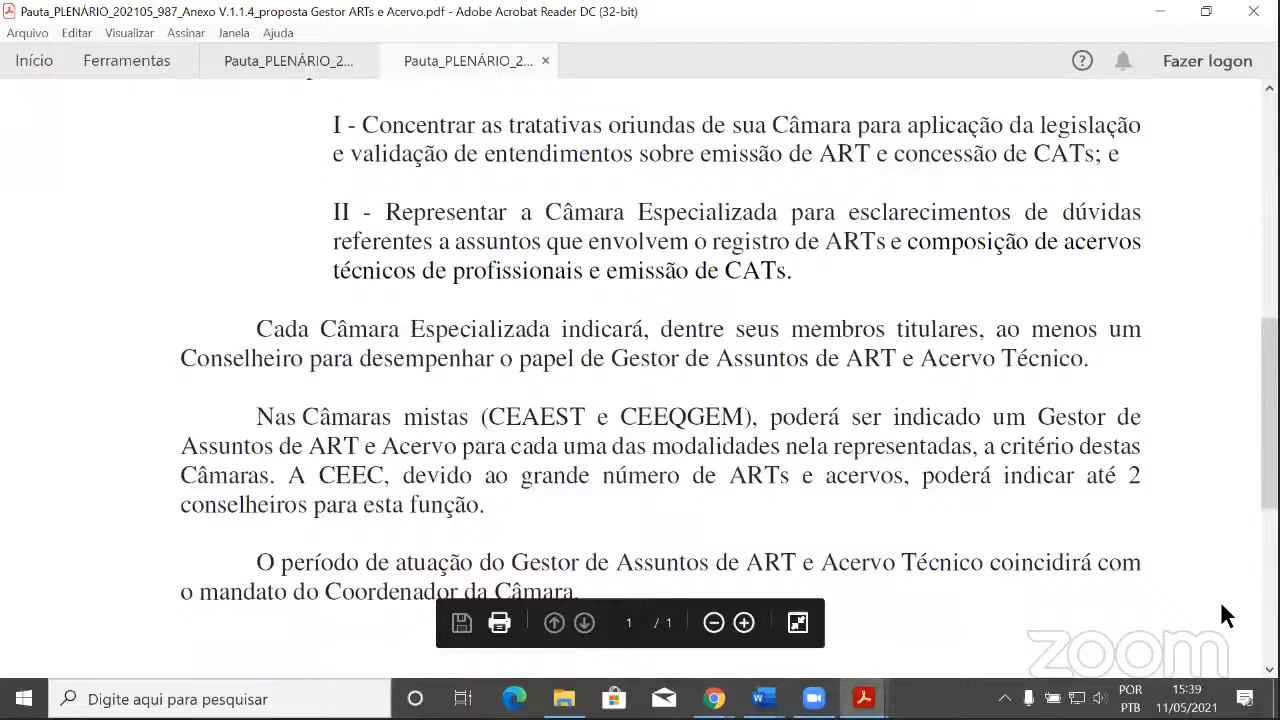 Pauta_PLENÁRIO_202105_987_Anexo V.1.1.4_proposta Gestor ARTs e Acervo.pdf - Adobe Acrobat Reader DC (32-bit)
Arquivo Editar Visualizar Assinar Janela Ajuda
Início Ferramentas Pauta_PLENÁRIO_2... Pauta_PLENÁRIO_2... × Fazer logon
I - Concentrar as tratativas oriundas de sua Câmara para aplicação da legislação
e validação de entendimentos sobre emissão de ART e concessão de CATs; e
II - Representar a Câmara Especializada para esclarecimentos de dúvidas
referentes a assuntos que envolvem o registro de ARTs e composição de acervos
técnicos de profissionais e emissão de CATs.
Cada Câmara Especializada indicará, dentre seus membros titulares, ao menos um
Conselheiro para desempenhar o papel de Gestor de Assuntos de ART e Acervo Técnico.
Nas Câmaras mistas (CEAEST e CEEQGEM), poderá ser indicado um Gestor de
Assuntos de ART e Acervo para cada uma das modalidades nela representadas, a critério destas
Câmaras. A CEEC, devido ao grande número de ARTs e acervos, poderá indicar até 2
conselheiros para esta função.
O período de atuação do Gestor de Assuntos de ART e Acervo Técnico coincidirá com
o mandato do Coordenador da Câmara.
1 / 1
zoom
Digite aqui para pesquisar
POR 15:39
PTB 11/05/2021